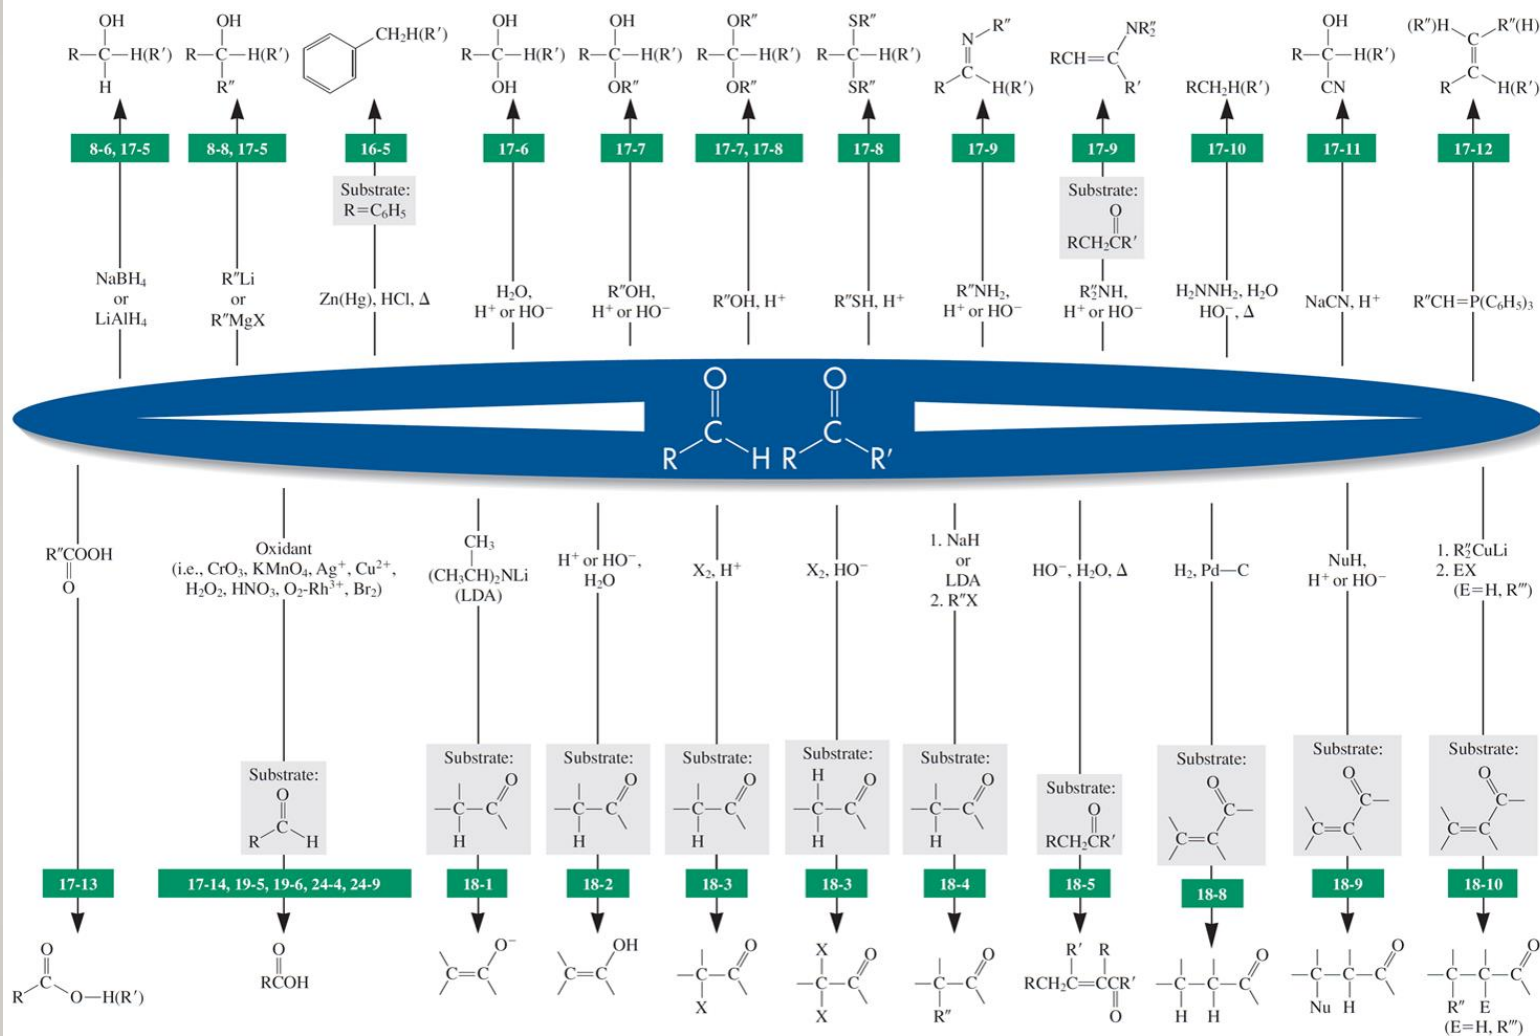 OH
R—C—H(R′)
H
OH
R—C—H(R′)
R″
CH₂H(R′)
OH
R—C—H(R′)
OH
OH
R—C—H(R′)
OR″
OR″
R—C—H(R′)
OR″
SR″
R—C—H(R′)
SR″
R″
N
C
R H(R′)
NR″₂
RCH=C
R′
RCH₂H(R′)
OH
R—C—H(R′)
CN
(R″)H R″(H)
C
C
R H(R′)
8-6, 17-5
8-8, 17-5
16-5
17-6
17-7
17-7, 17-8
17-8
17-9
17-9
17-10
17-11
17-12
Substrate:
R=C₆H₅
Substrate:
O
RCH₂CR′
NaBH₄
or
LiAlH₄
R″Li
or
R″MgX
Zn(Hg), HCl, Δ
H₂O,
H⁺ or HO⁻
R″OH,
H⁺ or HO⁻
R″OH, H⁺
R″SH, H⁺
R″NH₂,
H⁺ or HO⁻
R″₂NH,
H⁺ or HO⁻
H₂NNH₂, H₂O
HO⁻, Δ
NaCN, H⁺
R″CH=P(C₆H₅)₃
O
C
R H
O
C
R R′
R″COOH
O
Oxidant
(i.e., CrO₃, KMnO₄, Ag⁺, Cu²⁺,
H₂O₂, HNO₃, O₂-Rh³⁺, Br₂)
CH₃
(CH₃CH)₂NLi
(LDA)
H⁺ or HO⁻,
H₂O
X₂, H⁺
X₂, HO⁻
1. NaH
or
LDA
2. R″X
HO⁻, H₂O, Δ
H₂, Pd—C
NuH,
H⁺ or HO⁻
1. R″₂CuLi
2. EX
(E=H, R‴)
Substrate:
O
C
R H
Substrate:
O
C—C
H
Substrate:
O
C—C
H
Substrate:
O
C—C
H
Substrate:
H
O
C—C
H
Substrate:
O
C—C
H
Substrate:
O
RCH₂CR′
Substrate:
O
C
C=C
Substrate:
O
C
C=C
Substrate:
O
C
C=C
17-13
17-14, 19-5, 19-6, 24-4, 24-9
18-1
18-2
18-3
18-3
18-4
18-5
18-8
18-9
18-10
O
C
R O—H(R′)
O
RCOH
O⁻
C=C
OH
C=C
O
C—C
X
X
O
C—C
X
O
C—C
R″
R′ R
RCH₂C=CCR′
O
O
C—C—C
H H
O
C—C—C
Nu H
O
C—C—C
R″ E
(E=H, R‴)